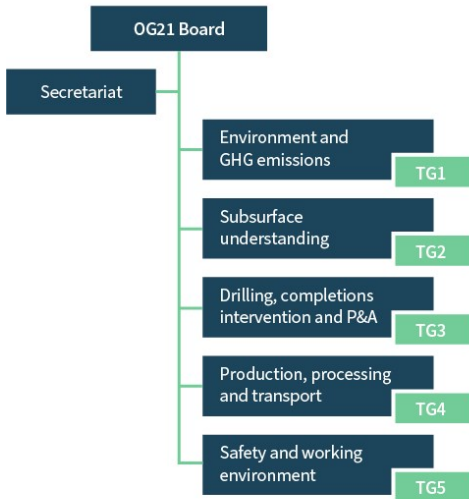 OG21 Board
Secretariat
Environment and
GHG emissions
TG1
Subsurface
understanding
TG2
Drilling, completions
intervention and P&A
TG3
Production, processing
and transport
TG4
Safety and working
environment
TG5